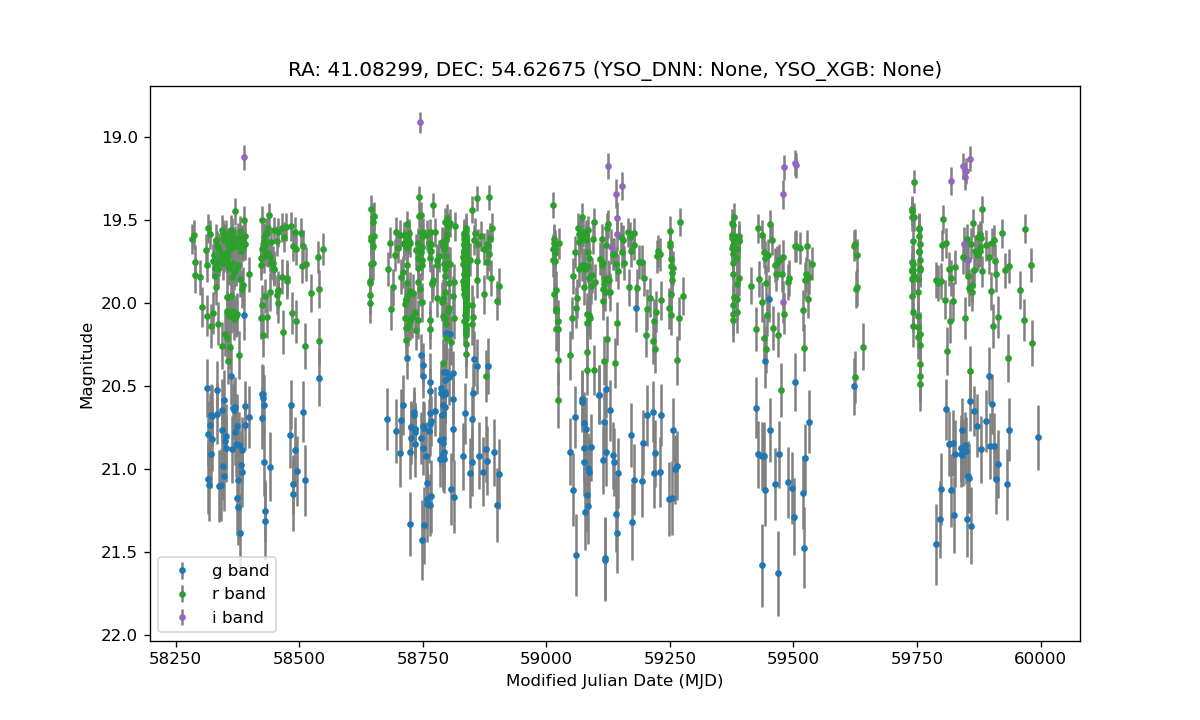 RA: 41.08299, DEC: 54.62675 (YSO_DNN: None, YSO_XGB: None)
Magnitude
19.0
19.5
20.0
20.5
21.0
21.5
22.0
g band
r band
i band
58250 58500 58750 59000 59250 59500 59750 60000
Modified Julian Date (MJD)